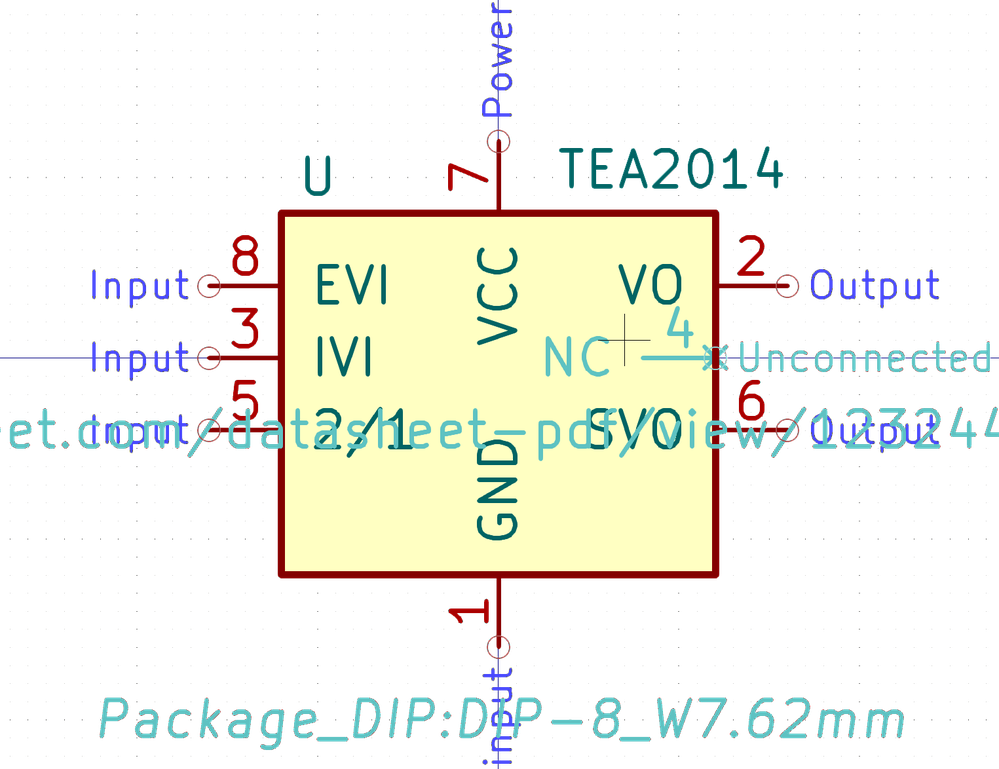 Power
7
U
TEA2014
8
2
Input
EVI
VCC
VO
Output
3
4
Input
IVI
NC
Unconnected
5
6
Input
2/1
SVO
Output
et.com/datasheet-pdf/view/123244
GND
1
input
Package_DIP:DIP-8_W7.62mm